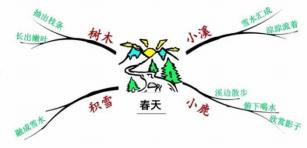 抽出枝条
长出嫩叶
树木
小溪
雪水汇成
淙淙流着
积雪
融成雪水
春天
小鹿
溪边散步
俯下喝水
欣赏影子